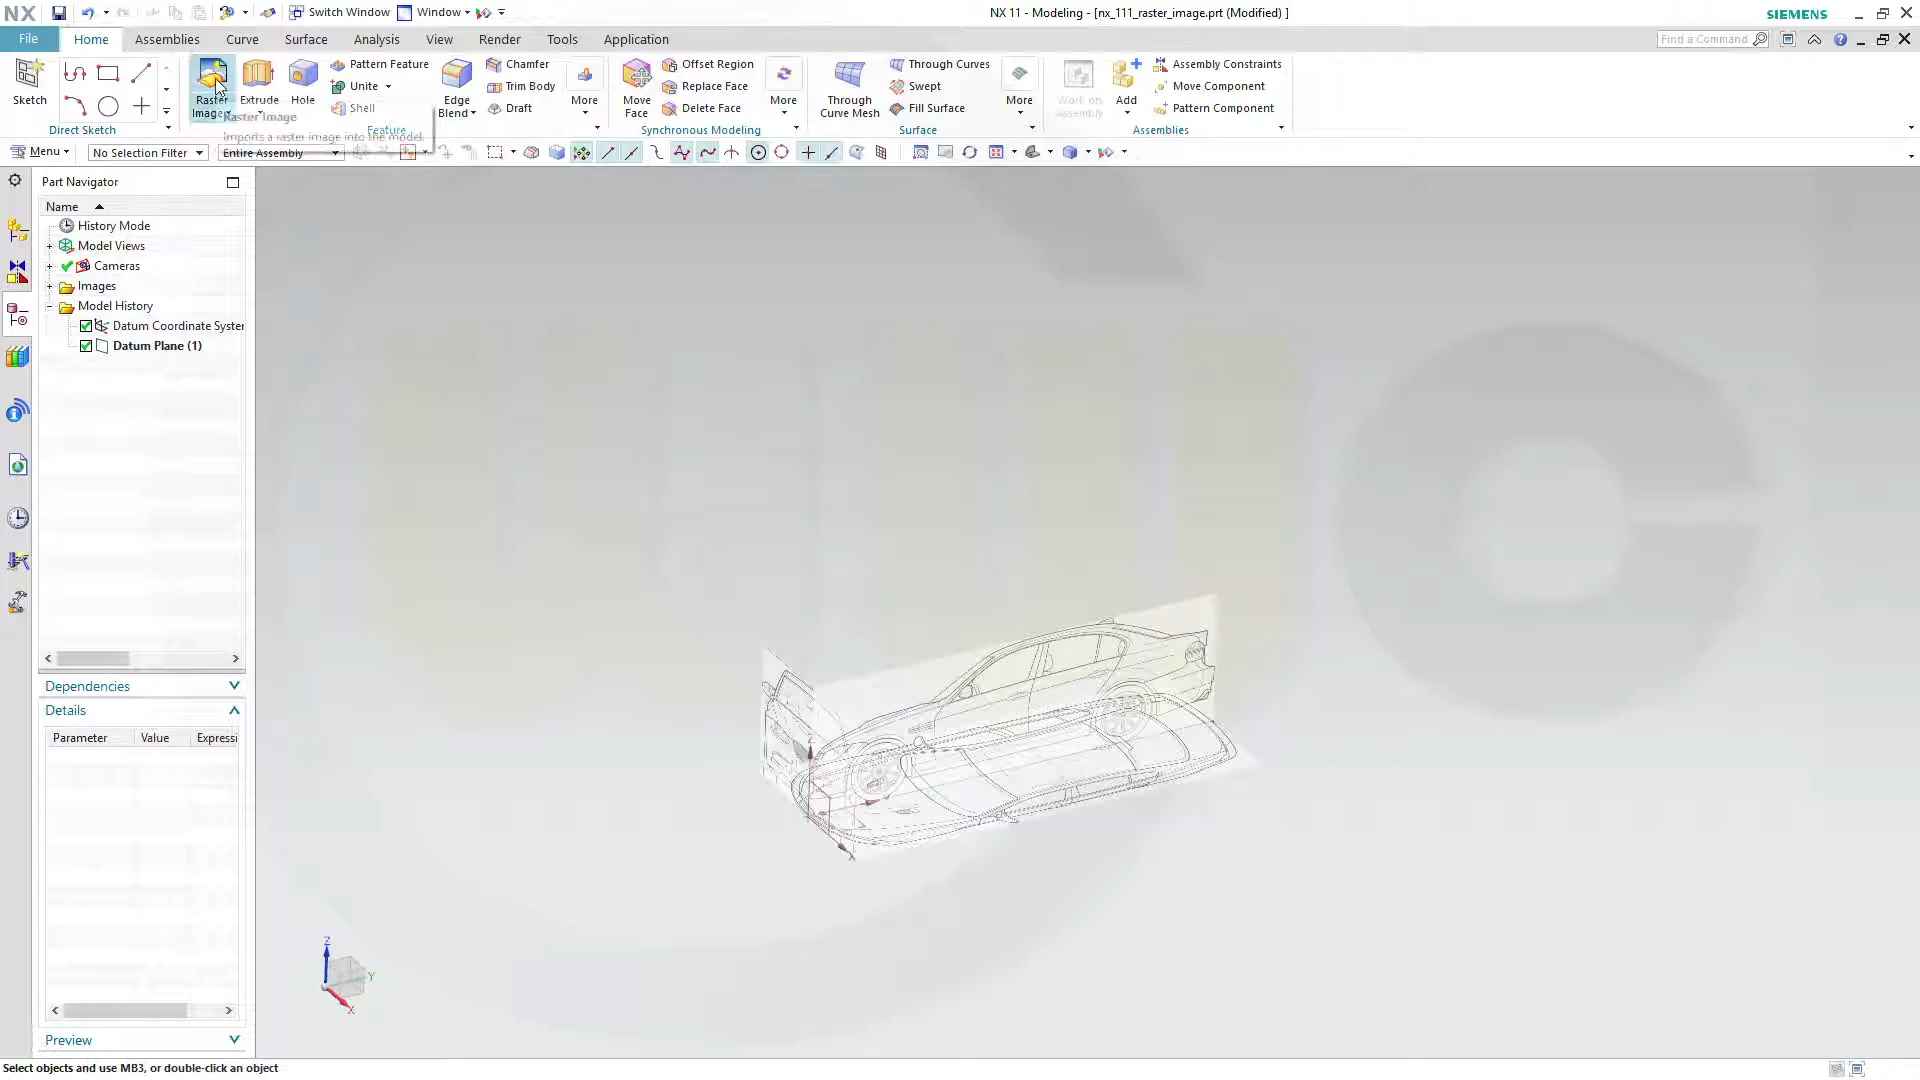 NX
Switch Window
Window
NX 11 - Modeling - [nx_111_raster_image.prt (Modified) ]
SIEMENS
File
Home
Assemblies
Curve
Surface
Analysis
View
Render
Tools
Application
Find a Command
Sketch
Direct Sketch
Raster
Image
Extrude
Hole
Pattern Feature
Unite
Shell
Edge
Blend
Chamfer
Trim Body
Draft
More
Feature
Raster Image
Imports a raster image into the model.
Move
Face
Offset Region
Replace Face
Delete Face
More
Synchronous Modeling
Through
Curve Mesh
Through Curves
Swept
Fill Surface
More
Surface
Work on
Assembly
Add
Assembly Constraints
Move Component
Pattern Component
Assemblies
Menu
No Selection Filter
Entire Assembly
Part Navigator
Name
History Mode
Model Views
Cameras
Images
Model History
Datum Coordinate Syster
Datum Plane (1)
Dependencies
Details
Parameter
Value
Expressi
Preview
Z
X
Z
Y
X
Select objects and use MB3, or double-click an object